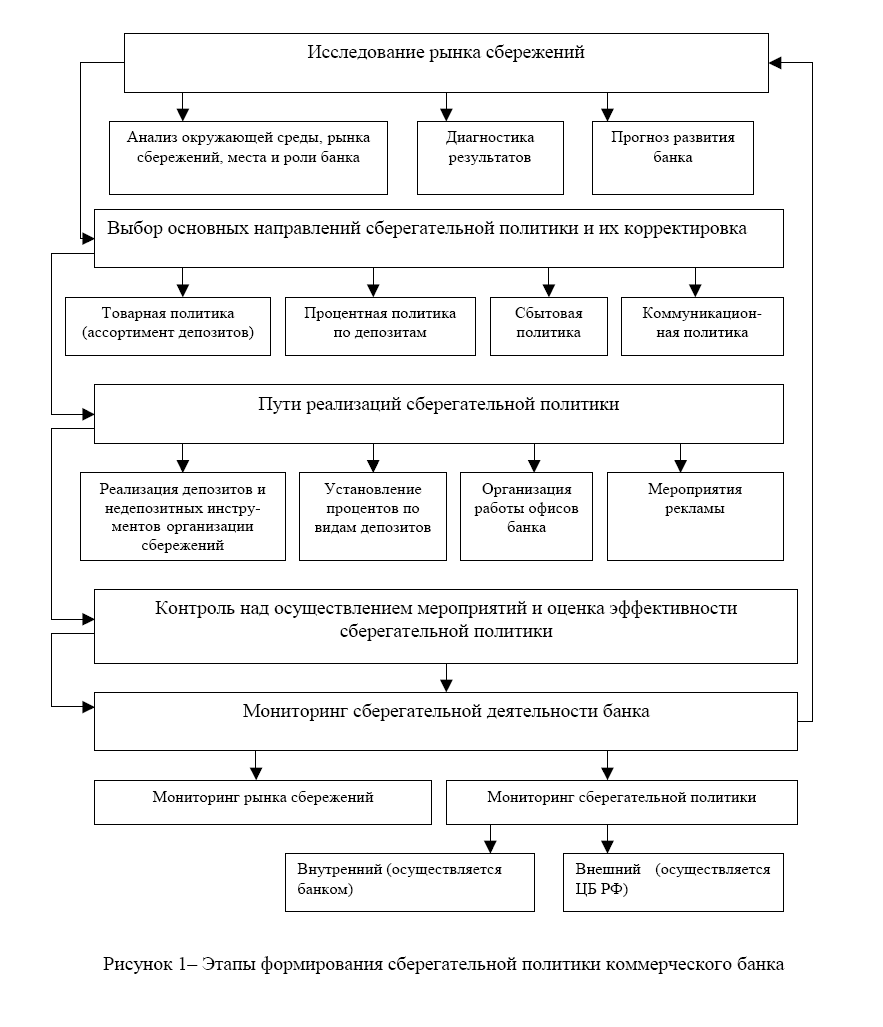 Исследование рынка сбережений
Анализ окружающей среды, рынка
сбережений, места и роли банка
Диагностика
результатов
Прогноз развития
банка
Выбор основных направлений сберегательной политики и их корректировка
Товарная политика
(ассортимент депозитов)
Процентная политика
по депозитам
Сбытовая
политика
Коммуникацион-
ная политика
Пути реализаций сберегательной политики
Реализация депозитов и
недепозитных инстру-
ментов организации
сбережений
Установление
процентов по
видам депозитов
Организация
работы офисов
банка
Мероприятия
рекламы
Контроль над осуществлением мероприятий и оценка эффективности
сберегательной политики
Мониторинг сберегательной деятельности банка
Мониторинг рынка сбережений
Мониторинг сберегательной политики
Внутренний (осуществляется
банком)
Внешний (осуществляется
ЦБ РФ)
Рисунок 1– Этапы формирования сберегательной политики коммерческого банка